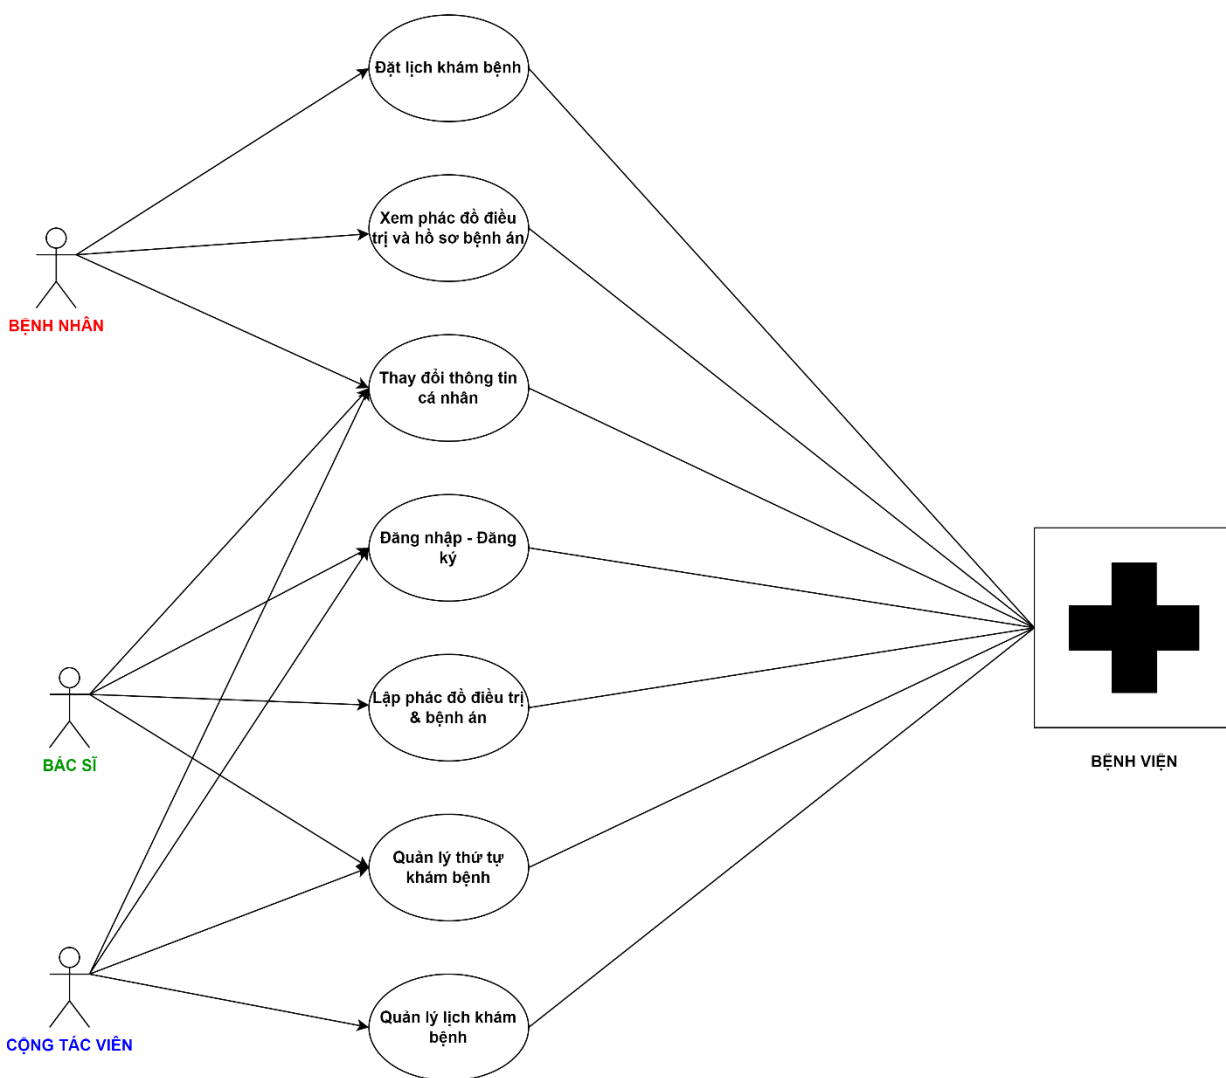 Đặt lịch khám bệnh
Xem phác đồ điều
trị và hồ sơ bệnh án
BỆNH NHÂN
Thay đổi thông tin
cá nhân
Đăng nhập - Đăng
ký
Lập phác đồ điều trị
& bệnh án
BÁC SĨ
BỆNH VIỆN
Quản lý thứ tự
khám bệnh
Quản lý lịch khám
bệnh
CỘNG TÁC VIÊN